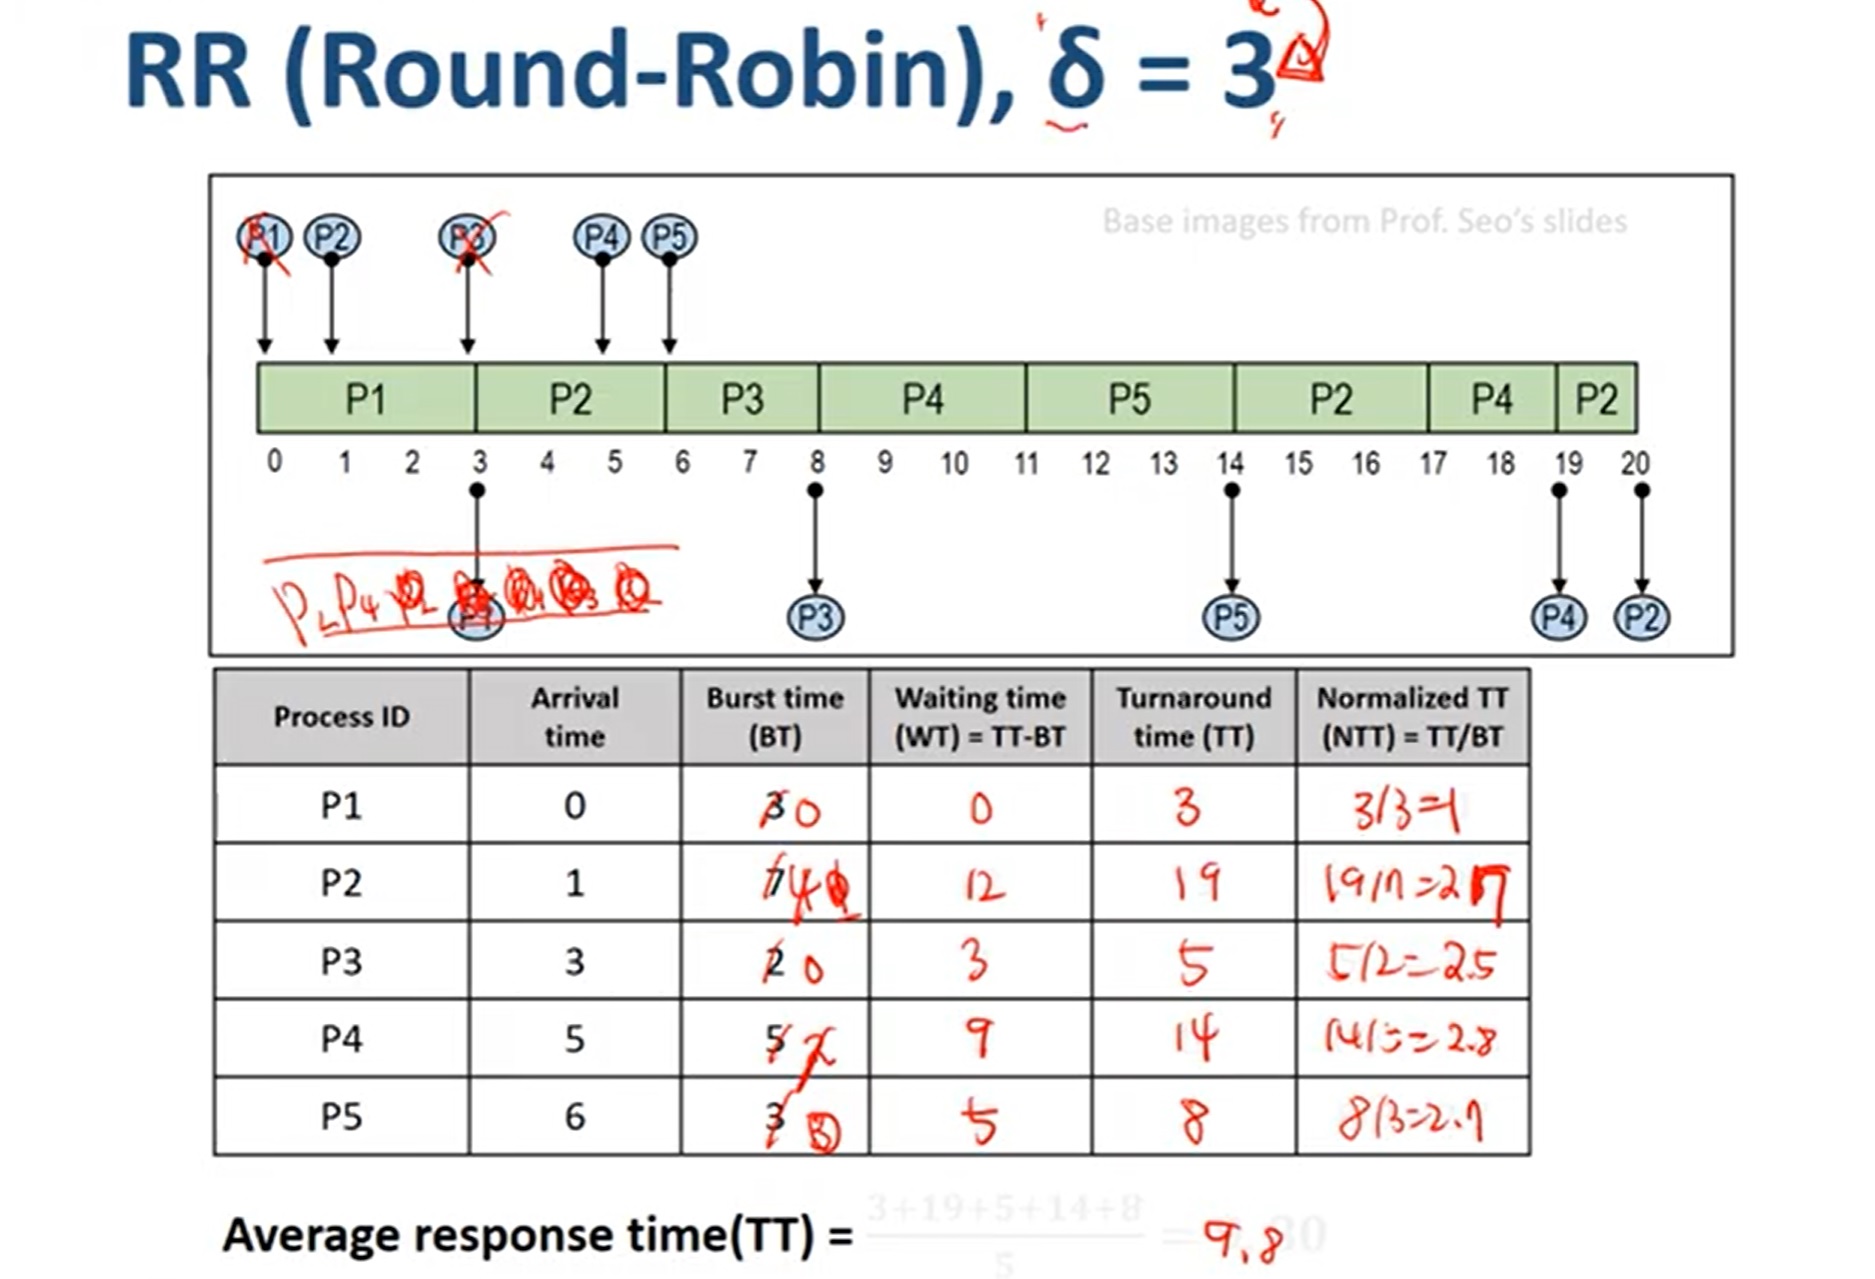 RR (Round-Robin), δ = 3
Base images from Prof. Seo's slides
P1 P2 P3 P4 P5
P1 P2 P3 P4 P5 P2 P4 P2
0 1 2 3 4 5 6 7 8 9 10 11 12 13 14 15 16 17 18 19 20
P2 P4 P2
P1 P3 P5 P4 P2
Process ID Arrival time Burst time (BT) Waiting time (WT) = TT-BT Turnaround time (TT) Normalized TT (NTT) = TT/BT
P1 0 3 0 0 3 3/3=1
P2 1 7 4 1 12 19 19/7=2.7
P3 3 2 0 3 5 5/2=2.5
P4 5 5 2 9 14 14/5=2.8
P5 6 3 0 5 8 8/3=2.7
Average response time(TT) = 3+19+5+14+8 / 5 = 9.8